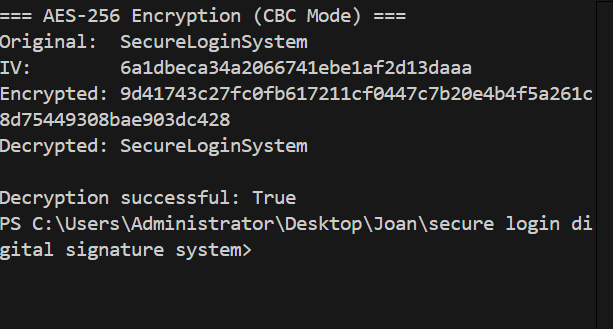 === AES-256 Encryption (CBC Mode) ===
Original:  SecureLoginSystem
IV:        6a1dbeca34a2066741ebe1af2d13daaa
Encrypted: 9d41743c27fc0fb617211cf0447c7b20e4b4f5a261c
8d75449308bae903dc428
Decrypted: SecureLoginSystem

Decryption successful: True
PS C:\Users\Administrator\Desktop\Joan\secure login di
gital signature system>